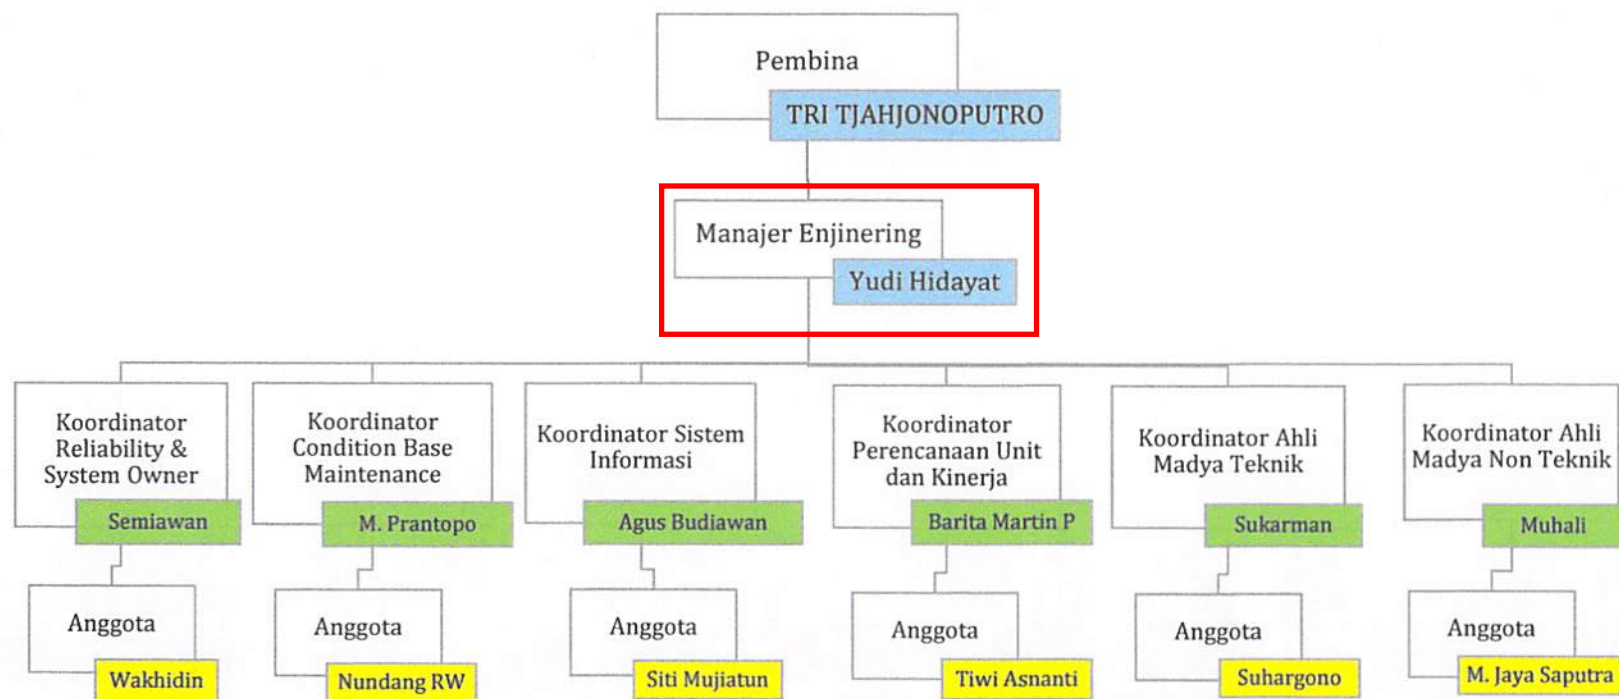 Pembina
TRI TJAHJONOPUTRO
Manajer Enjinering
Yudi Hidayat
Koordinator
Reliability &
System Owner
Semiawan
Koordinator
Condition Base
Maintenance
M. Prantopo
Koordinator Sistem
Informasi
Agus Budiawan
Koordinator
Perencanaan Unit
dan Kinerja
Barita Martin P
Koordinator Ahli
Madya Teknik
Sukarman
Koordinator Ahli
Madya Non Teknik
Muhali
Anggota
Wakhidin
Anggota
Nundang RW
Anggota
Siti Mujiatun
Anggota
Tiwi Asnanti
Anggota
Suhargono
Anggota
M. Jaya Saputra